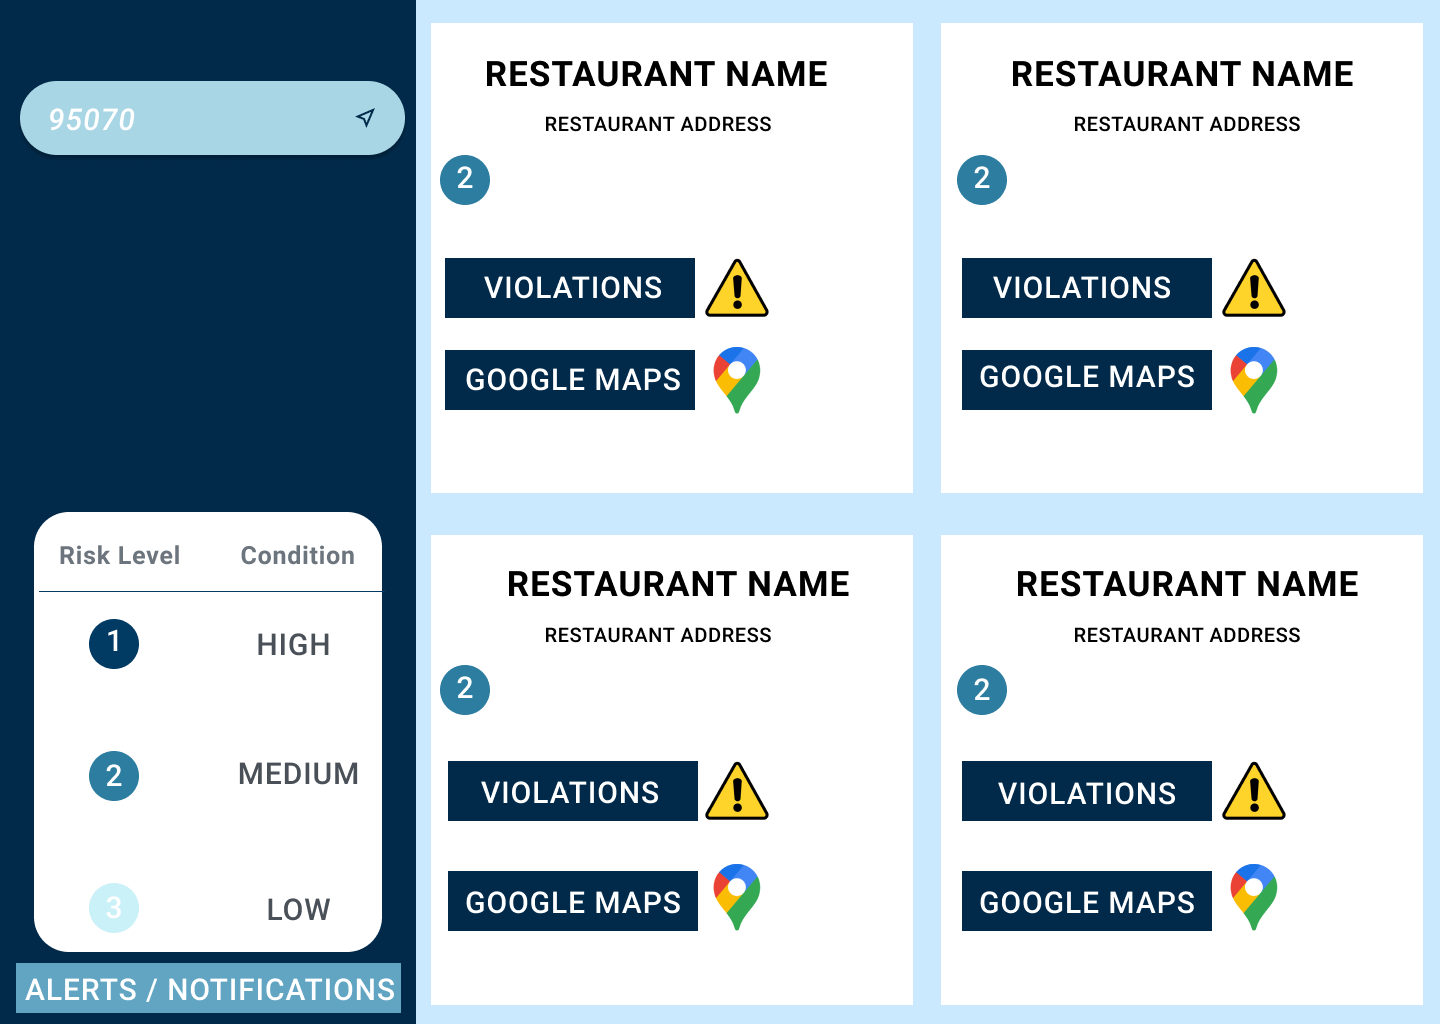 95070
Risk Level Condition
1 HIGH
2 MEDIUM
3 LOW
ALERTS / NOTIFICATIONS
RESTAURANT NAME
RESTAURANT ADDRESS
2
VIOLATIONS
GOOGLE MAPS
RESTAURANT NAME
RESTAURANT ADDRESS
2
VIOLATIONS
GOOGLE MAPS
RESTAURANT NAME
RESTAURANT ADDRESS
2
VIOLATIONS
GOOGLE MAPS
RESTAURANT NAME
RESTAURANT ADDRESS
2
VIOLATIONS
GOOGLE MAPS